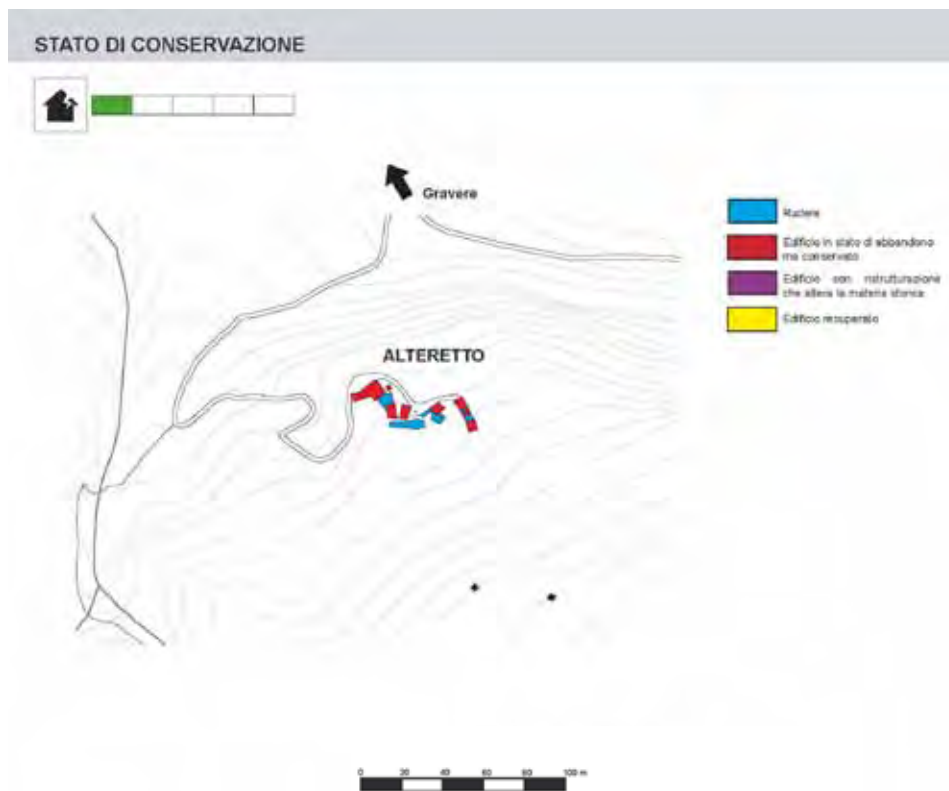 STATO DI CONSERVAZIONE
Gravere
Rudere
Edificio in stato di abbandono
ma conservato
Edificio con ristrutturazione
che altera la materia storica
Edificio recuperato
ALTERETTO
0 20 40 60 80 100 m